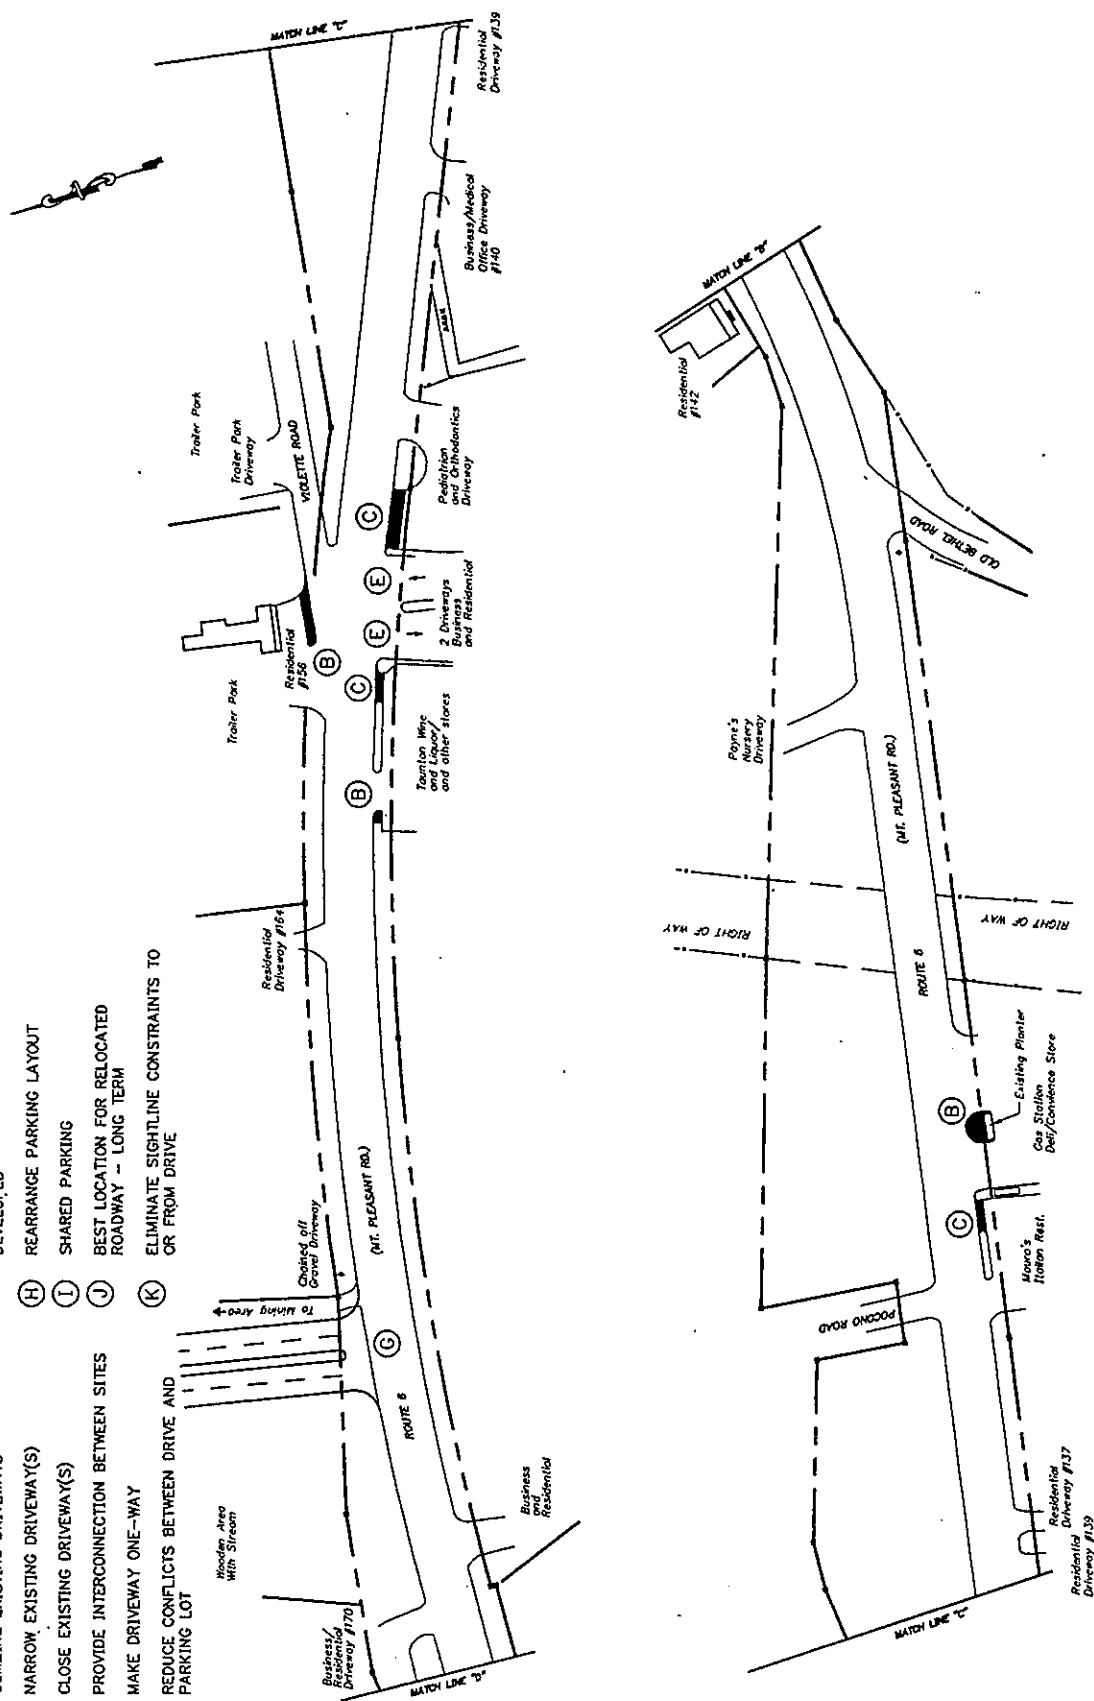 NARROW EXISTING DRIVEWAY(S)
CLOSE EXISTING DRIVEWAY(S)
PROVIDE INTERCONNECTION BETWEEN SITES
MAKE DRIVEWAY ONE-WAY
REDUCE CONFLICTS BETWEEN DRIVE AND
PARKING LOT
H REARRANGE PARKING LAYOUT
I SHARED PARKING
J BEST LOCATION FOR RELOCATED
ROADWAY - LONG TERM
K ELIMINATE SIGHTLINE CONSTRAINTS TO
OR FROM DRIVE
Wooden Area
With Stream
Business/
Residential
Driveway #170
MATCH LINE "D"
Business
and
Residential
ROUTE 6
G
To Mining Area
Chained off
Gravel Driveway
(MT. PLEASANT RD.)
Residential
Driveway #164
Trailer Park
B
C
Taunton Wine
and Liquor/
and other stores
Residential
#156
B
E
E
2 Driveways
Business
and Residential
C
Trailer Park
Trailer Park
Driveway
VIOLETTE ROAD
Pediatrian
and Orthodontics
Driveway
Business/Medical
Office Driveway
#140
Residential
Driveway #139
MATCH LINE "C"
MATCH LINE "C"
Residential
Driveway #137
Residential
Driveway #139
POCONO ROAD
C
Mauro's
Italian Rest.
B
Existing Planter
Gas Station
Deli/Convience Store
ROUTE 6
RIGHT OF WAY
RIGHT OF WAY
(MT. PLEASANT RD.)
Payne's
Nursery
Driveway
OLD BETHEL ROAD
Residential
#142
MATCH LINE "B"